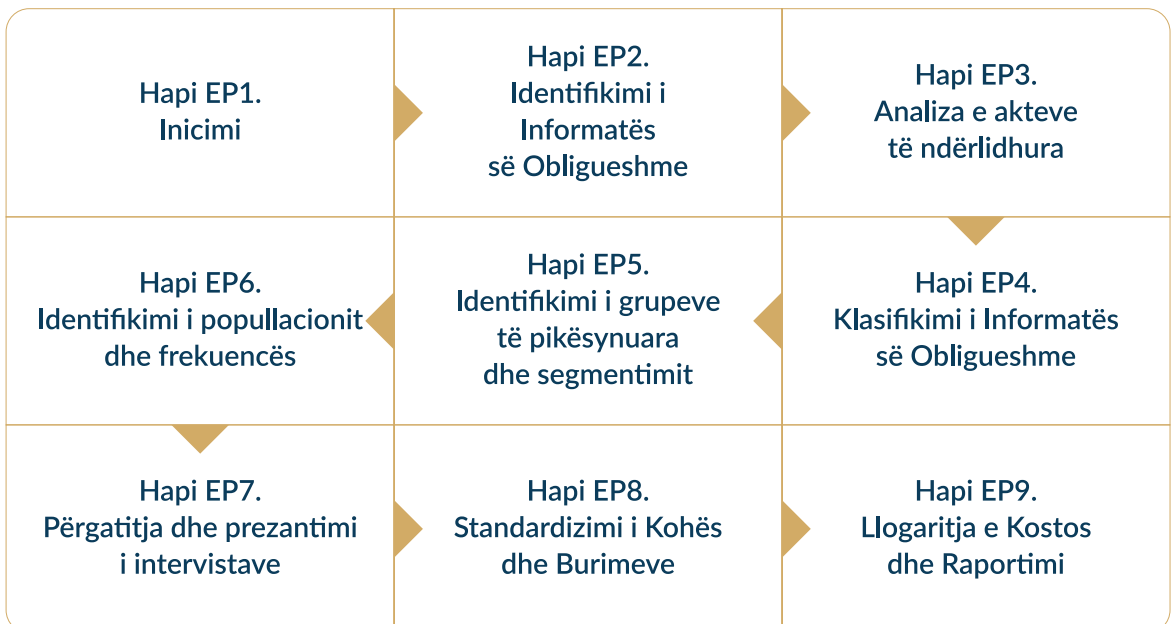 Hapi EP1.
Inicimi
Hapi EP2.
Identifikimi i
Informatës
së Obligueshme
Hapi EP3.
Analiza e akteve
të ndërlidhura
Hapi EP4.
Klasifikimi i Informatës
së Obligueshme
Hapi EP5.
Identifikimi i grupeve
të pikësynuara
dhe segmentimit
Hapi EP6.
Identifikimi i popullacionit
dhe frekuencës
Hapi EP7.
Përgatitja dhe prezantimi
i intervistave
Hapi EP8.
Standardizimi i Kohës
dhe Burimeve
Hapi EP9.
Llogaritja e Kostos
dhe Raportimi